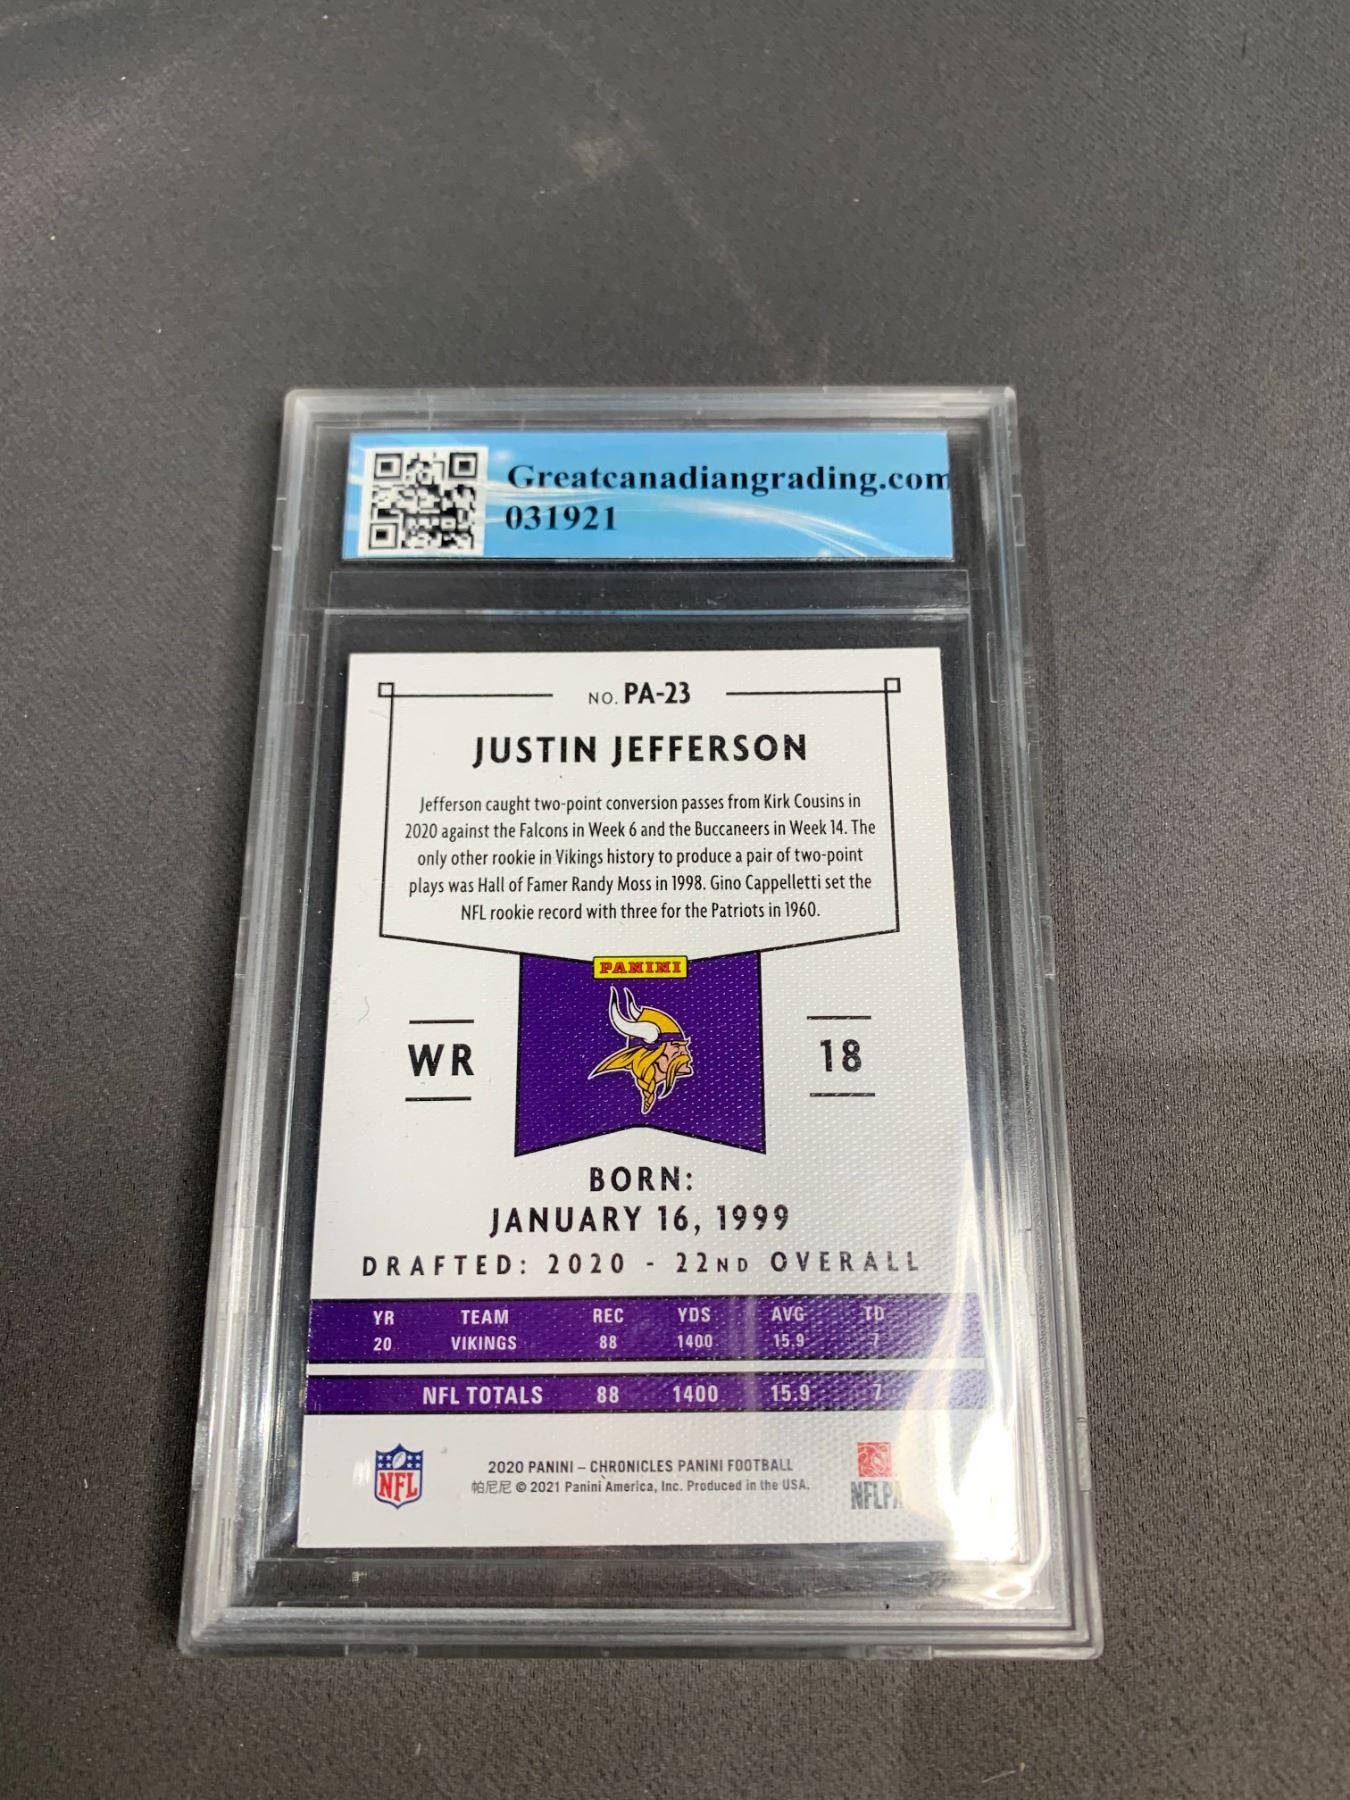 Greatcanadiangrading.com
031921
NO. PA-23
JUSTIN JEFFERSON
Jefferson caught two-point conversion passes from Kirk Cousins in
2020 against the Falcons in Week 6 and the Buccaneers in Week 14. The
only other rookie in Vikings history to produce a pair of two-point
plays was Hall of Famer Randy Moss in 1998. Gino Cappelletti set the
NFL rookie record with three for the Patriots in 1960.
PANINI
WR
18
BORN:
JANUARY 16, 1999
DRAFTED: 2020 - 22ND OVERALL
YR TEAM REC YDS AVG TD
20 VIKINGS 88 1400 15.9 7
NFL TOTALS 88 1400 15.9 7
NFL
2020 PANINI – CHRONICLES PANINI FOOTBALL
帕尼尼 © 2021 Panini America, Inc. Produced in the USA.